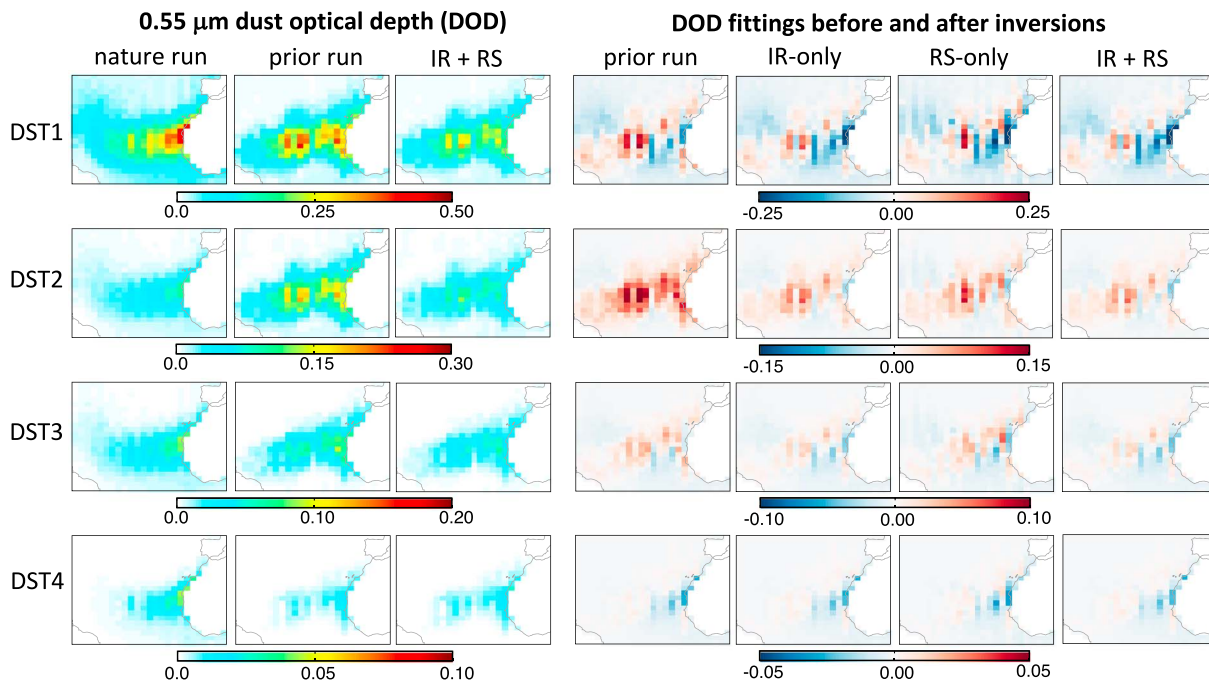 0.55 μm dust optical depth (DOD) DOD fittings before and after inversions
nature run prior run IR + RS prior run IR-only RS-only IR + RS
DST1
0.0 0.25 0.50 -0.25 0.00 0.25
DST2
0.0 0.15 0.30 -0.15 0.00 0.15
DST3
0.0 0.10 0.20 -0.10 0.00 0.10
DST4
0.0 0.05 0.10 -0.05 0.00 0.05